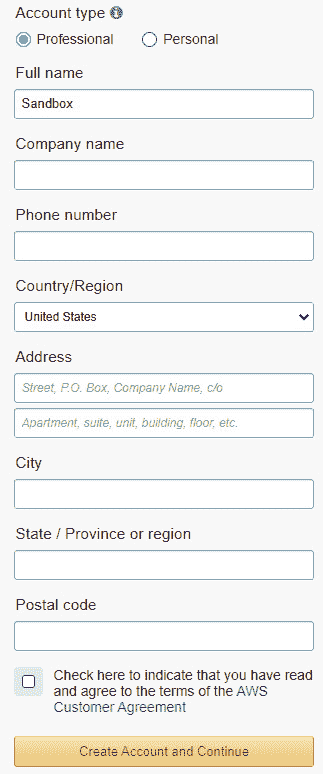 Account type
Professional Personal
Full name
Sandbox
Company name
Phone number
Country/Region
United States
Address
Street, P.O. Box, Company Name, c/o
Apartment, suite, unit, building, floor, etc.
City
State / Province or region
Postal code
Check here to indicate that you have read
and agree to the terms of the AWS
Customer Agreement
Create Account and Continue